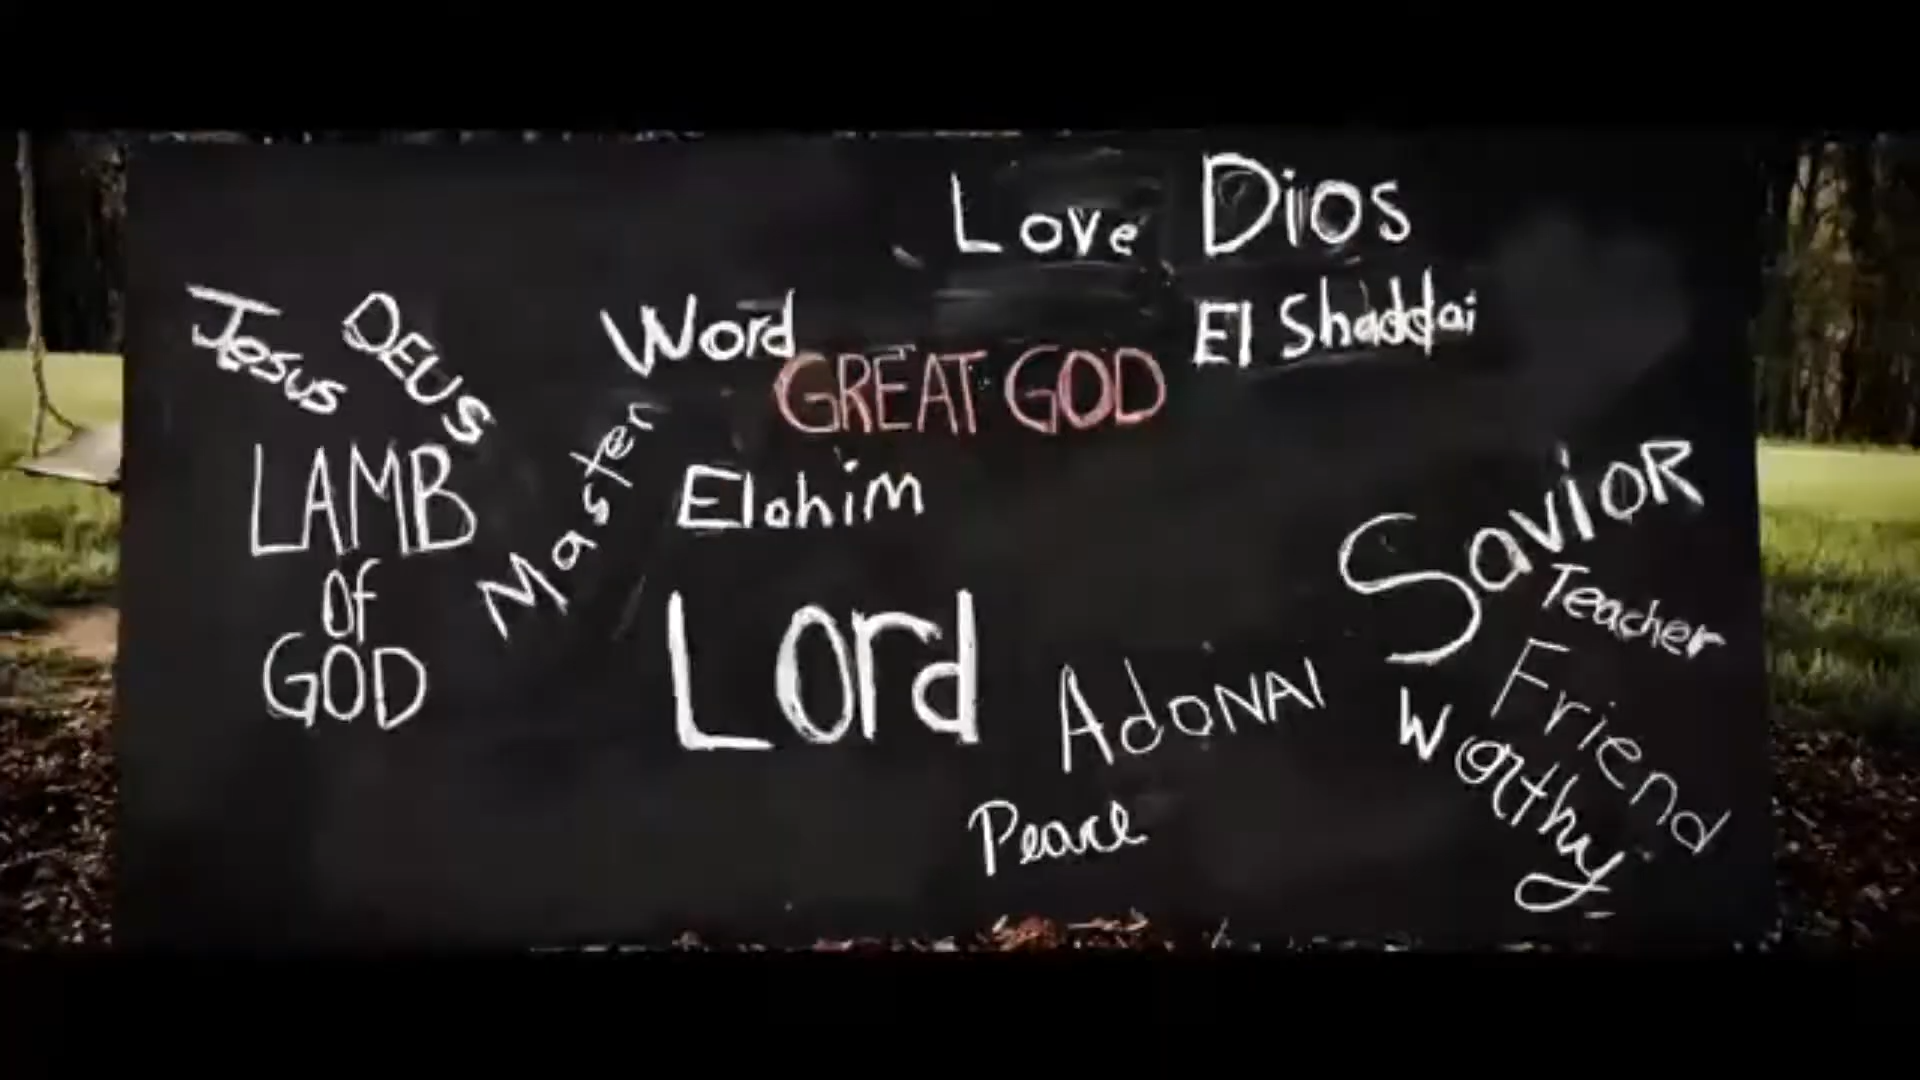 Love
Dios
Jesus
DEUS
Word
El Shaddai
GREAT GOD
Master
LAMB
Of
GOD
Elohim
Savior
Teacher
Lord
Adonai
Friend
Worthy
Peace